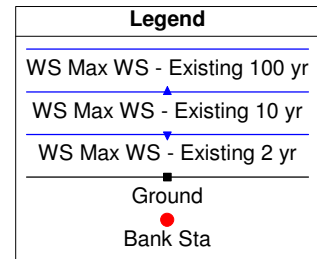 Legend
WS Max WS - Existing 100 yr
WS Max WS - Existing 10 yr
WS Max WS - Existing 2 yr
Ground
Bank Sta